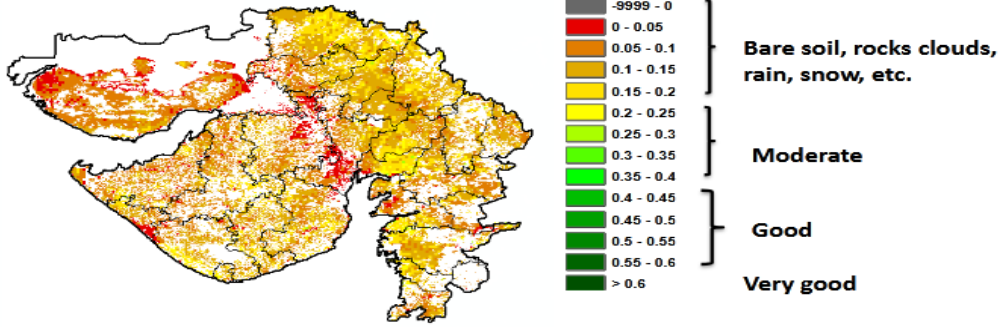 -9999 - 0
0 - 0.05
0.05 - 0.1
0.1 - 0.15
0.15 - 0.2
0.2 - 0.25
0.25 - 0.3
0.3 - 0.35
0.35 - 0.4
0.4 - 0.45
0.45 - 0.5
0.5 - 0.55
0.55 - 0.6
> 0.6
Bare soil, rocks clouds,
rain, snow, etc.
Moderate
Good
Very good